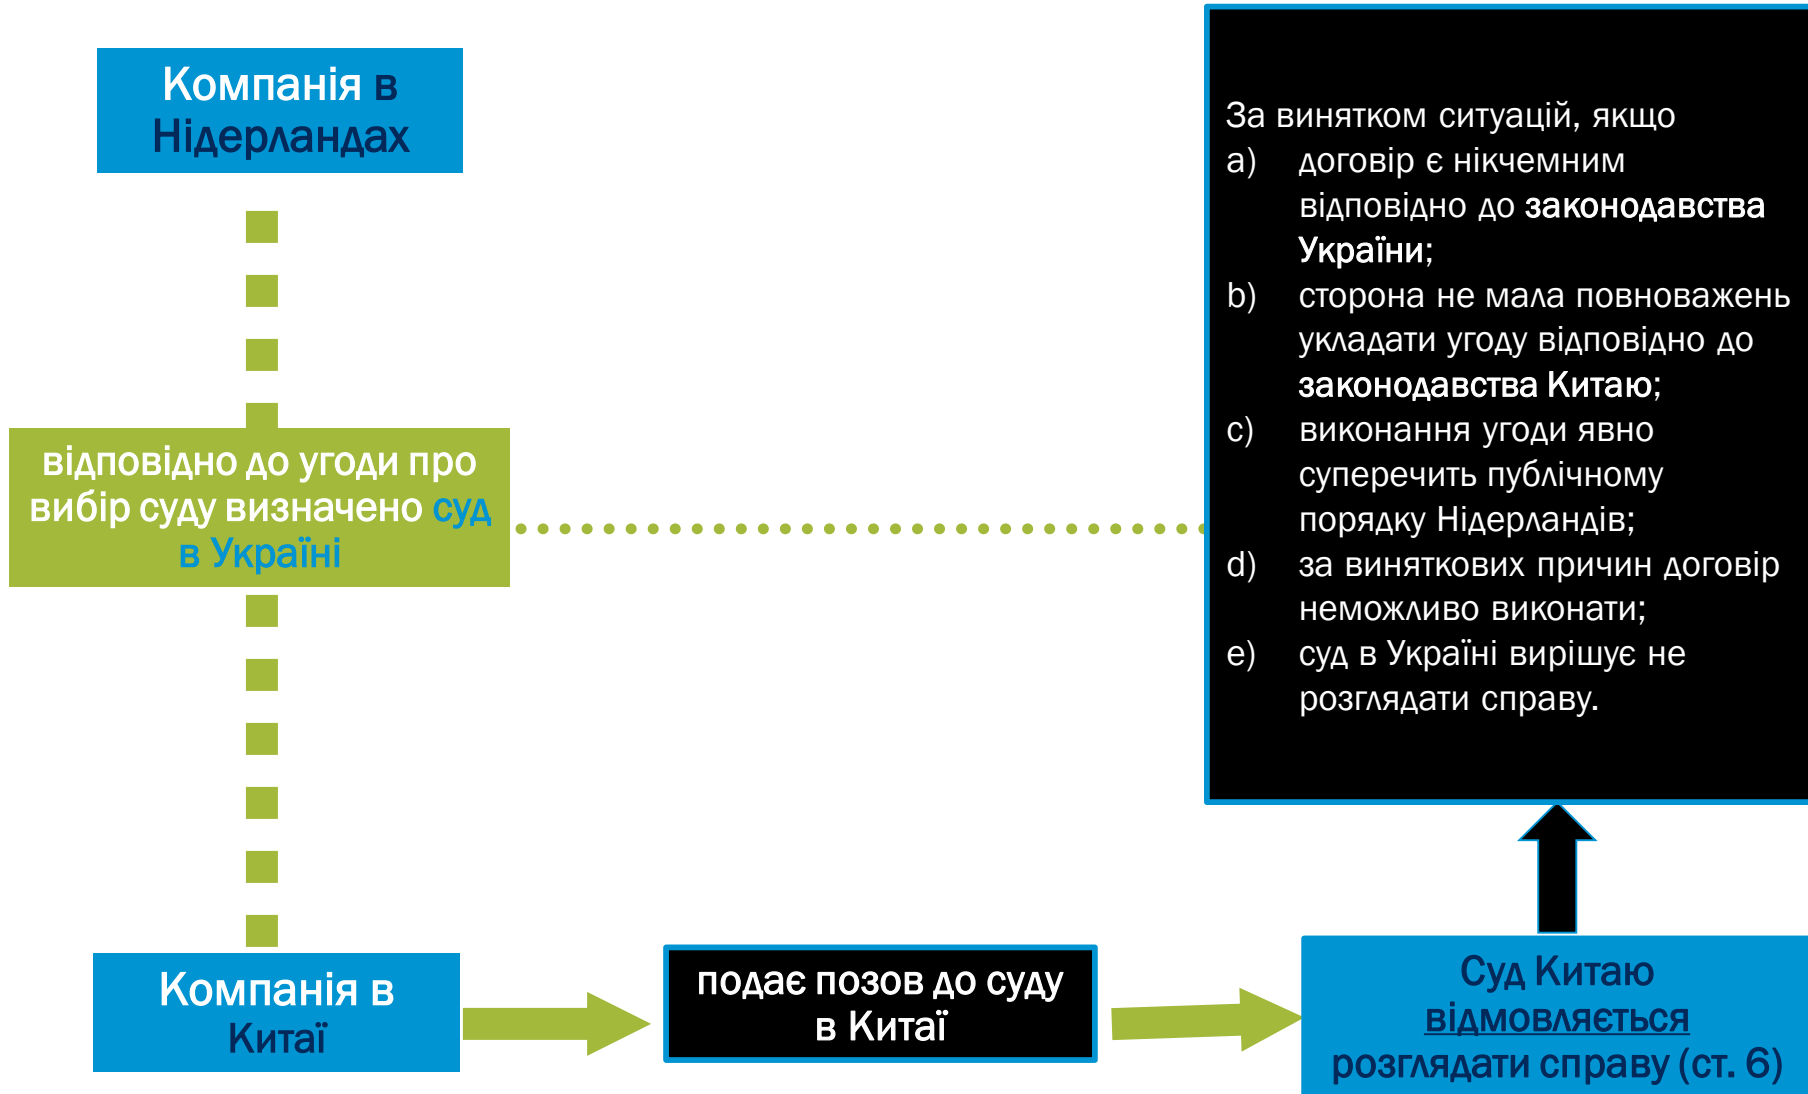 Компанія в
Нідерландах
відповідно до угоди про
вибір суду визначено суд
в Україні
Компанія в
Китаї
подає позов до суду
в Китаї
Суд Китаю
відмовляється
розглядати справу (ст. 6)
За винятком ситуацій, якщо
a) договір є нікчемним
відповідно до законодавства
України;
b) сторона не мала повноважень
укладати угоду відповідно до
законодавства Китаю;
c) виконання угоди явно
суперечить публічному
порядку Нідерландів;
d) за виняткових причин договір
неможливо виконати;
e) суд в Україні вирішує не
розглядати справу.